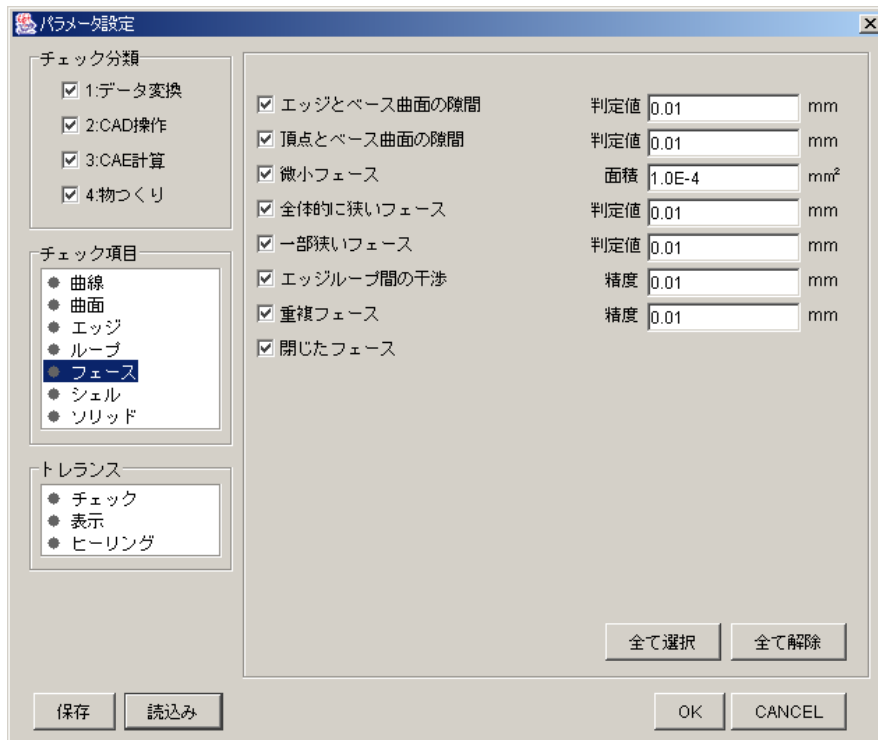 パラメータ設定
チェック分類
1:データ変換
2:CAD操作
3:CAE計算
4:物つくり
チェック項目
曲線
曲面
エッジ
ループ
フェース
シェル
ソリッド
トレランス
チェック
表示
ヒーリング
エッジとベース曲面の隙間 判定値 0.01 mm
頂点とベース曲面の隙間 判定値 0.01 mm
微小フェース 面積 1.0E-4 mm²
全体的に狭いフェース 判定値 0.01 mm
一部狭いフェース 判定値 0.01 mm
エッジループ間の干渉 精度 0.01 mm
重複フェース 精度 0.01 mm
閉じたフェース
全て選択 全て解除
保存 読込み OK CANCEL